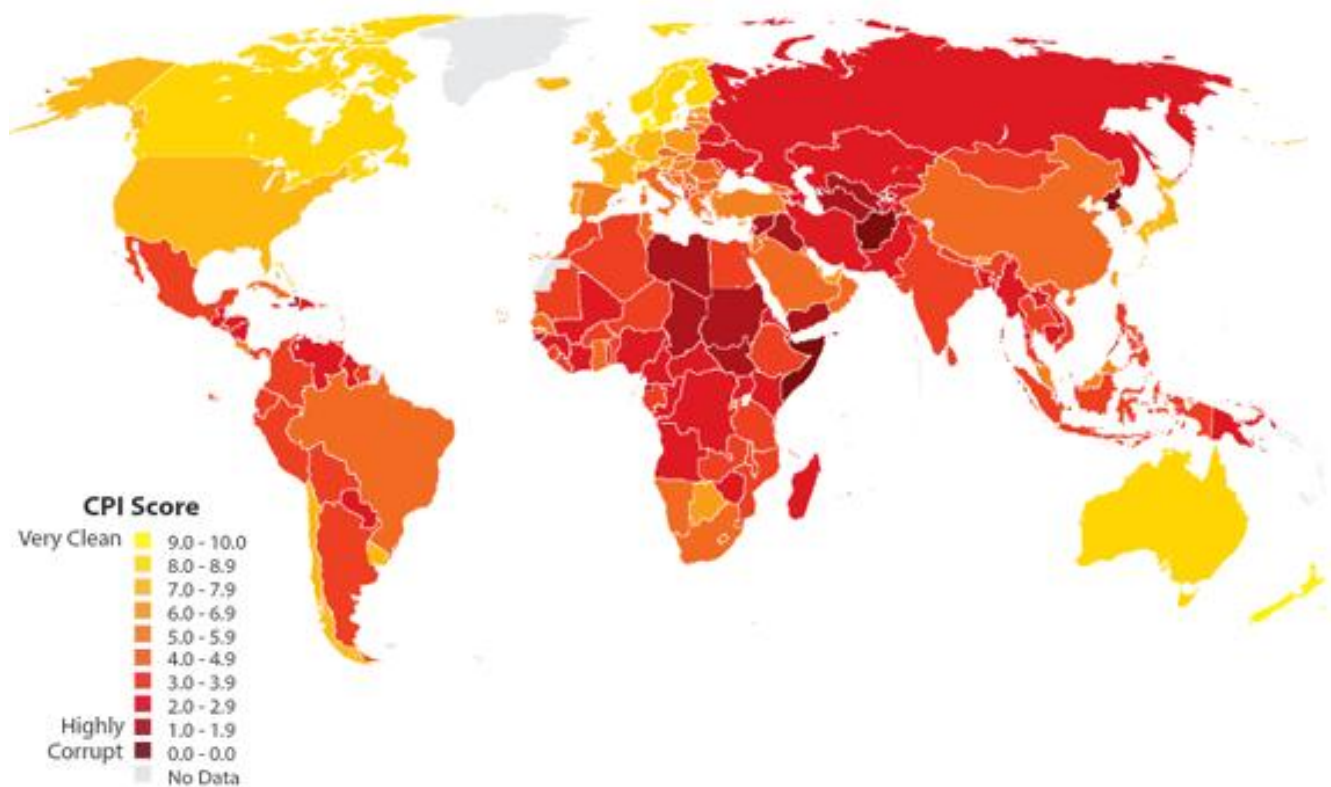 CPI Score
Very Clean
9.0 - 10.0
8.0 - 8.9
7.0 - 7.9
6.0 - 6.9
5.0 - 5.9
4.0 - 4.9
3.0 - 3.9
2.0 - 2.9
Highly
1.0 - 1.9
Corrupt
0.0 - 0.0
No Data